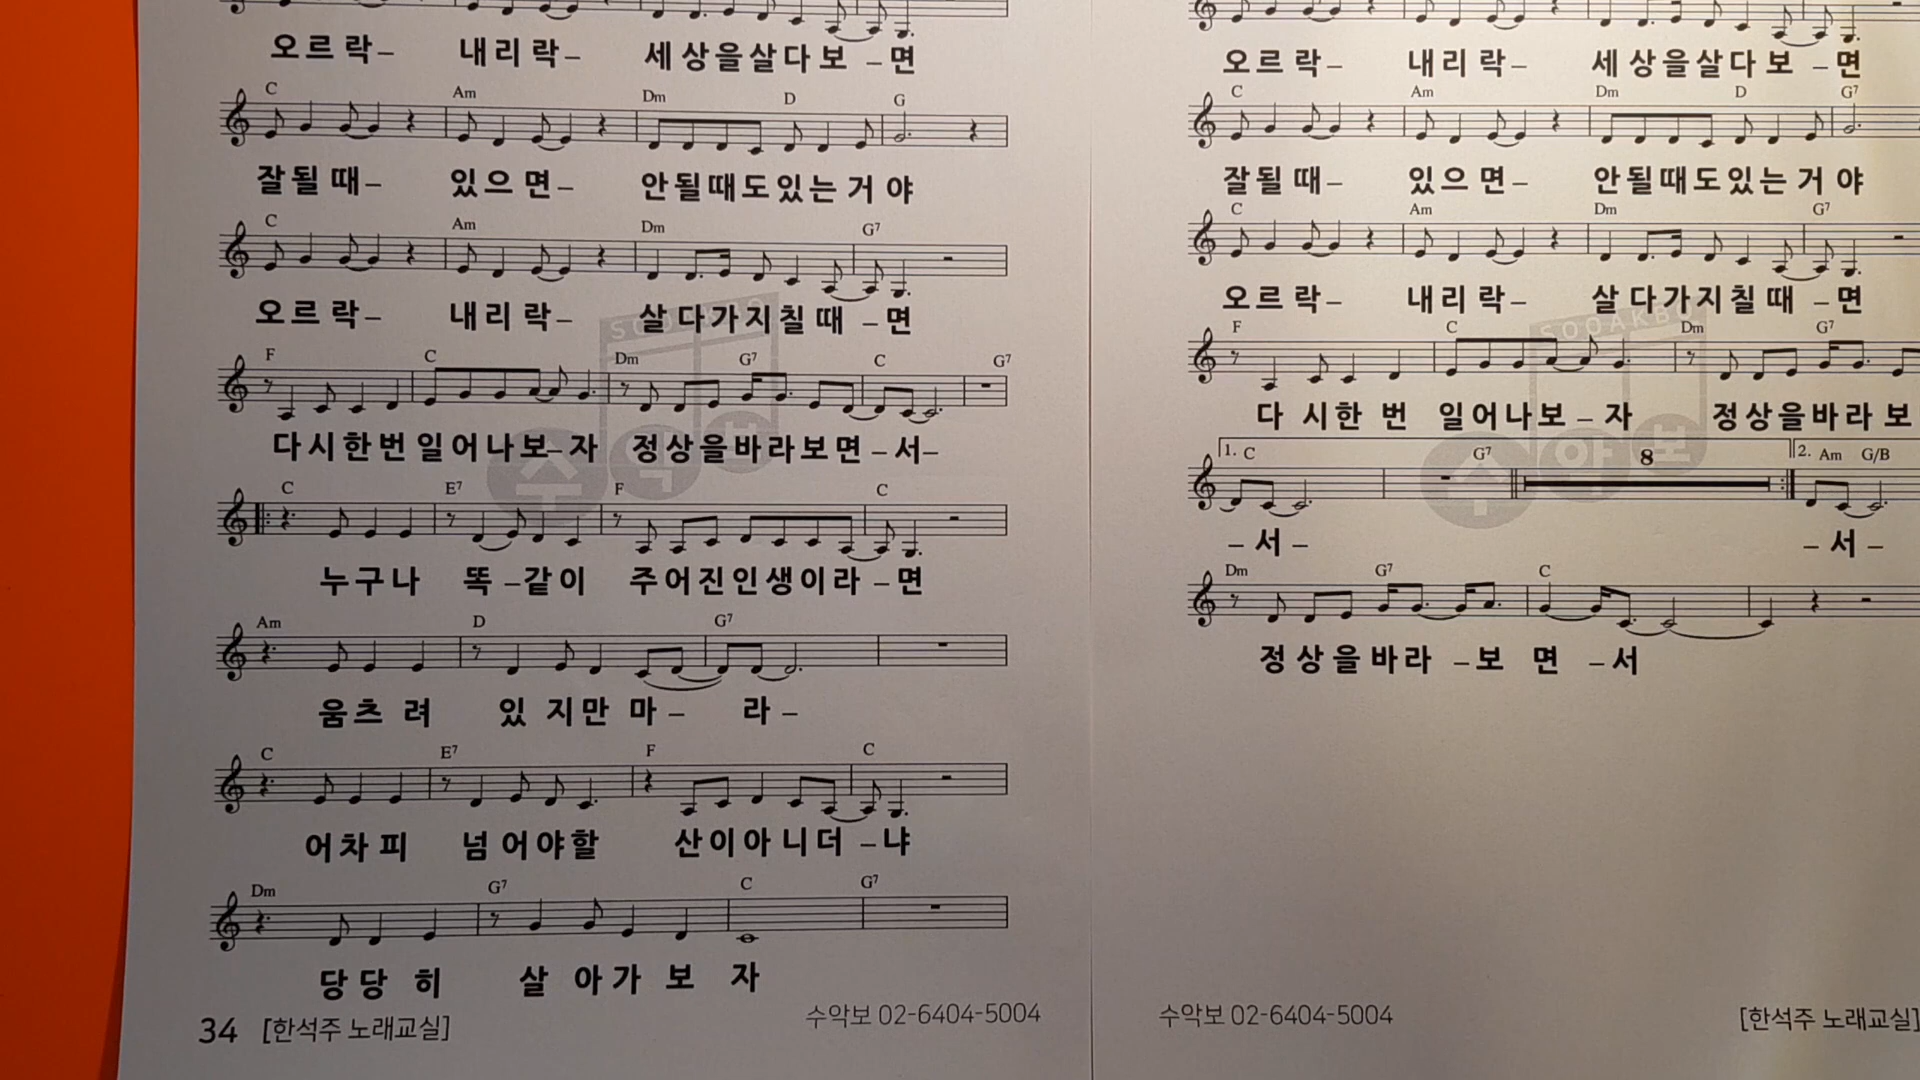 오르락– 내리락– 세상을살다보–면
C Am Dm D G
잘될때– 있으면– 안될때도있는거야
C Am Dm G7
오르락– 내리락– 살다가지칠때–면
F C Dm G7 C G7
다시한번일어나보–자 정상을바라보면–서–
C E7 F C
누구나 똑–같이 주어진인생이라–면
Am D G7
움츠려 있지만마– 라–
C E7 F C
어차피 넘어야할 산이아니더–냐
Dm G7 C G7
당당히 살아가보자
34 [한석주 노래교실] 수악보 02-6404-5004
오르락– 내리락– 세상을살다보–면
C Am Dm D G7
잘될때– 있으면– 안될때도있는거야
C Am Dm G7
오르락– 내리락– 살다가지칠때–면
F C Dm G7
다시한번 일어나보–자 정상을바라보
1. C G7 8 2. Am G/B
–서– –서–
Dm G7 C
정상을바라–보면–서
수악보 02-6404-5004 [한석주 노래교실]
SOOAKBO
수악보